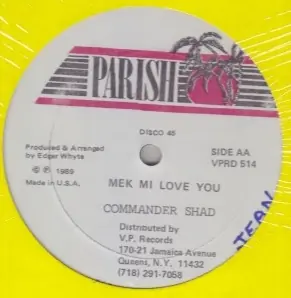 PARISH
DISCO 45
Produced & Arranged
by Edgar Whyte
℗ © 1989
Made in U.S.A.
SIDE AA
VPRD 514
MEK MI LOVE YOU
COMMANDER SHAD
Distributed by
V.P. Records
170-21 Jamaica Avenue
Queens, N.Y. 11432
(718) 291-7058
JEAN